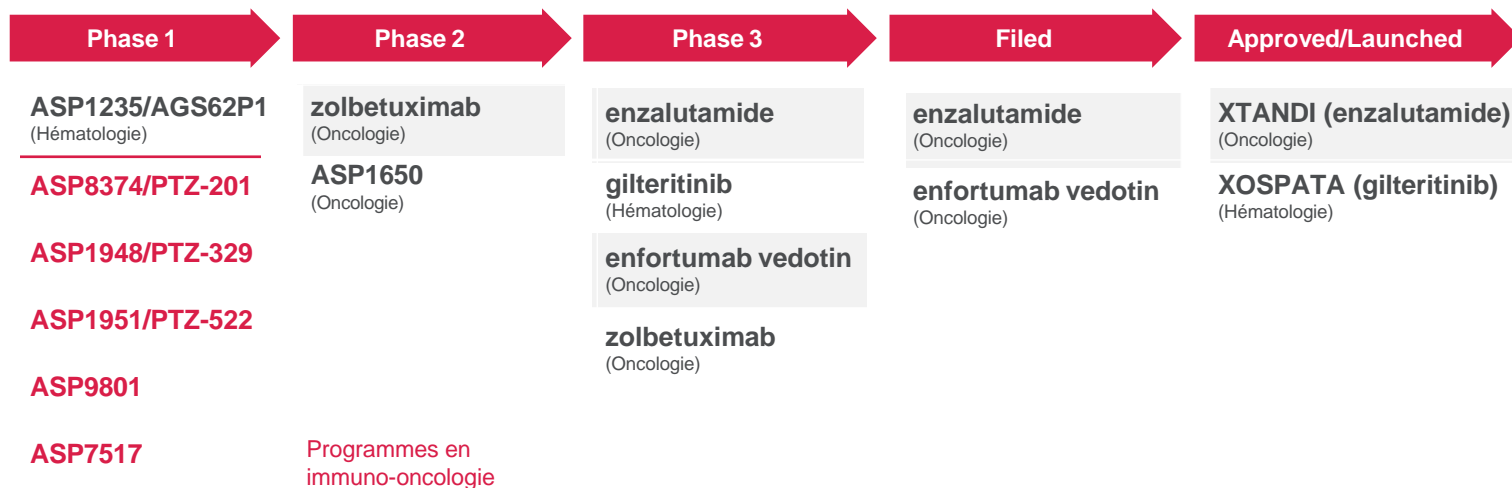 Phase 1
Phase 2
Phase 3
Filed
Approved/Launched
ASP1235/AGS62P1
(Hématologie)
ASP8374/PTZ-201
ASP1948/PTZ-329
ASP1951/PTZ-522
ASP9801
ASP7517
zolbetuximab
(Oncologie)
ASP1650
(Oncologie)
Programmes en
immuno-oncologie
enzalutamide
(Oncologie)
gilteritinib
(Hématologie)
enfortumab vedotin
(Oncologie)
zolbetuximab
(Oncologie)
enzalutamide
(Oncologie)
enfortumab vedotin
(Oncologie)
XTANDI (enzalutamide)
(Oncologie)
XOSPATA (gilteritinib)
(Hématologie)